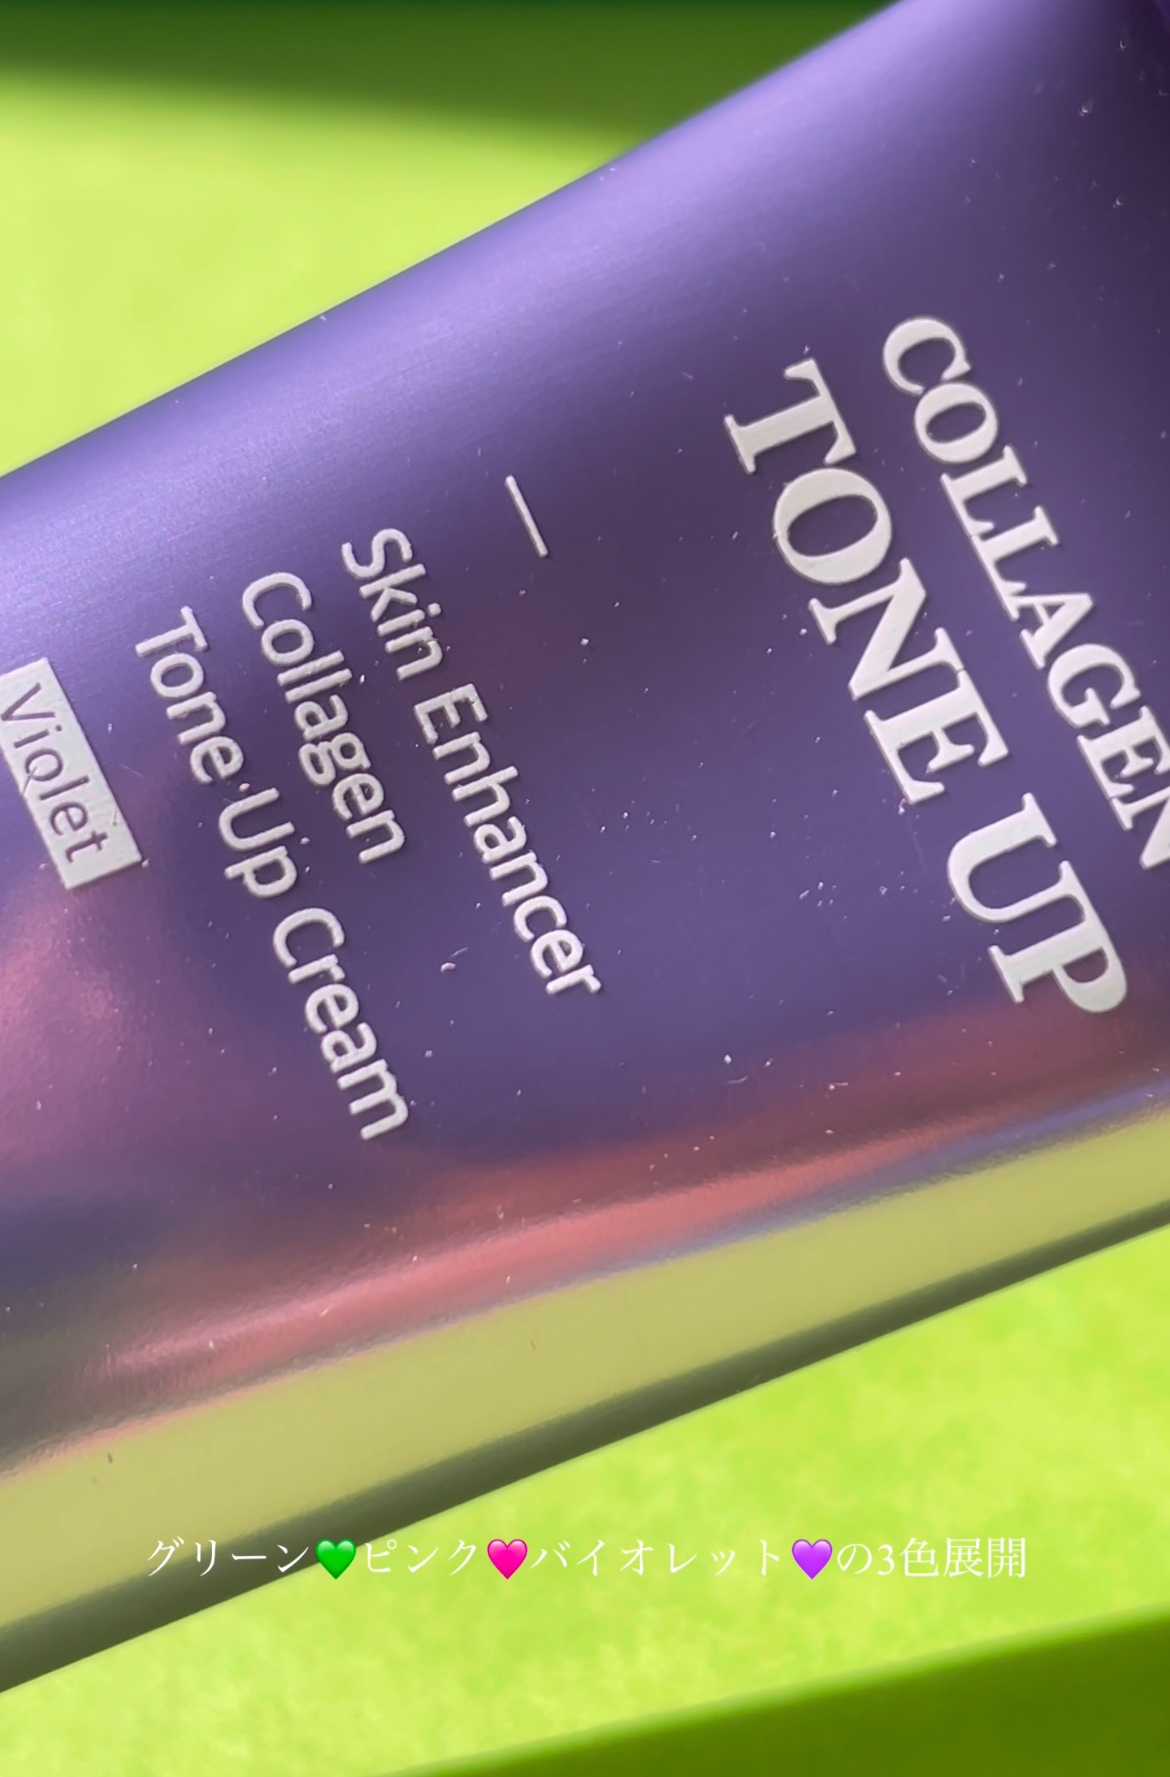 COLLAGEN
TONE UP
Skin Enhancer
Collagen
Tone Up Cream
Violet
グリーン💚ピンク🩷バイオレット💜の3色展開